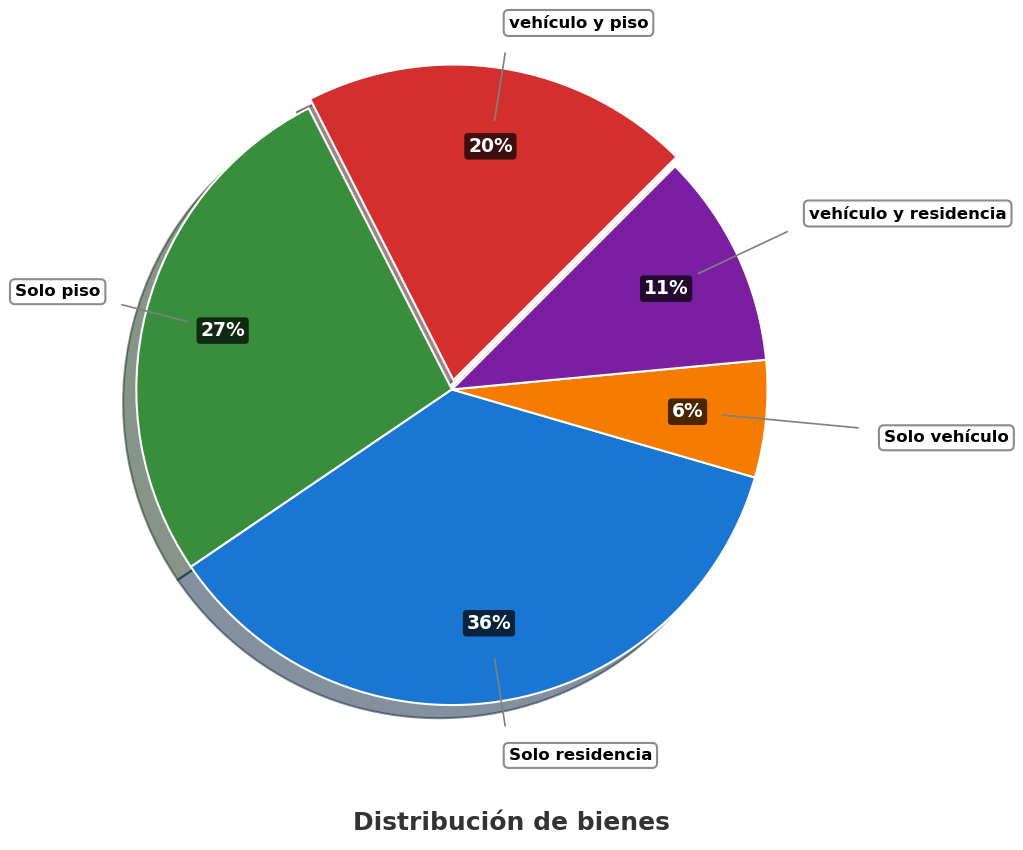 vehículo y piso
20%
vehículo y residencia
11%
Solo piso
27%
6%
Solo vehículo
36%
Solo residencia
Distribución de bienes